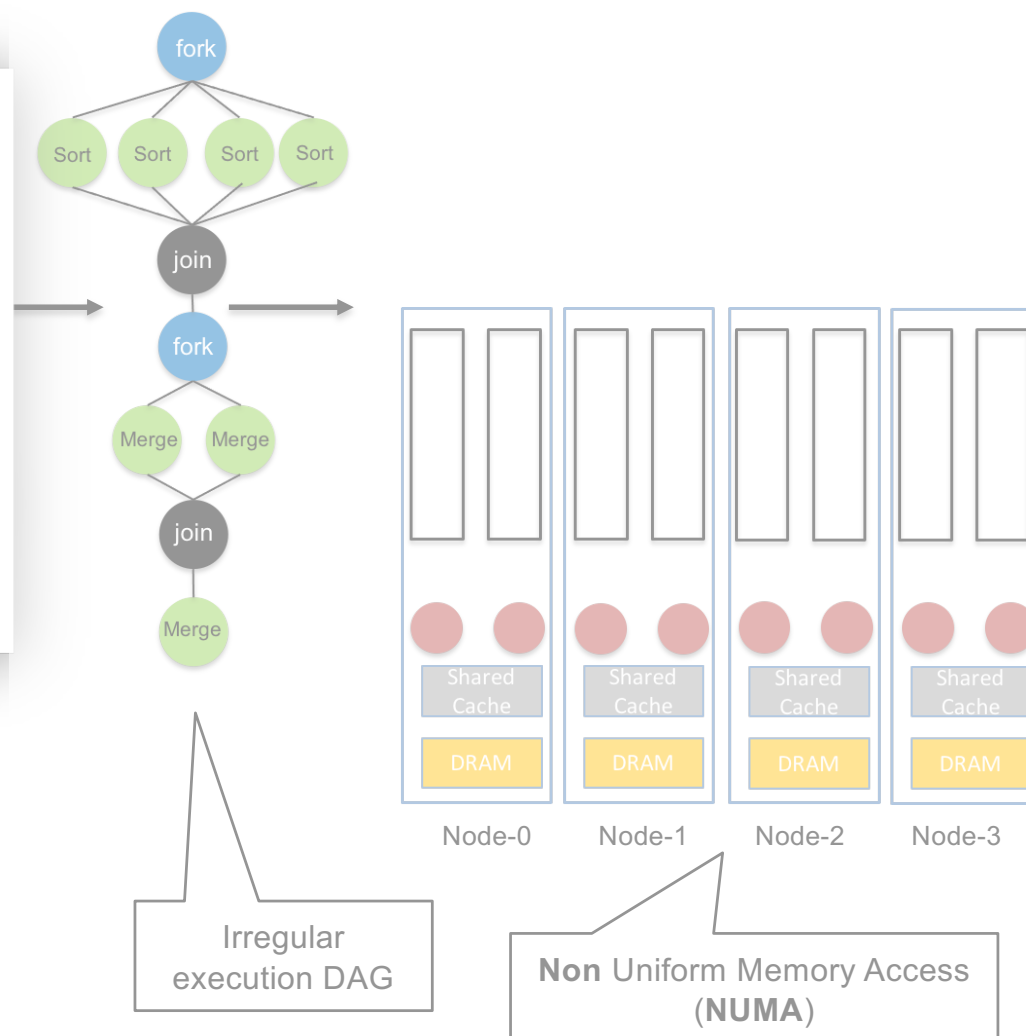 fork
Sort Sort Sort Sort
join
fork
Merge Merge
join
Merge
Shared Shared Shared Shared
Cache Cache Cache Cache
DRAM DRAM DRAM DRAM
Node-0 Node-1 Node-2 Node-3
Irregular
execution DAG
Non Uniform Memory Access
(NUMA)